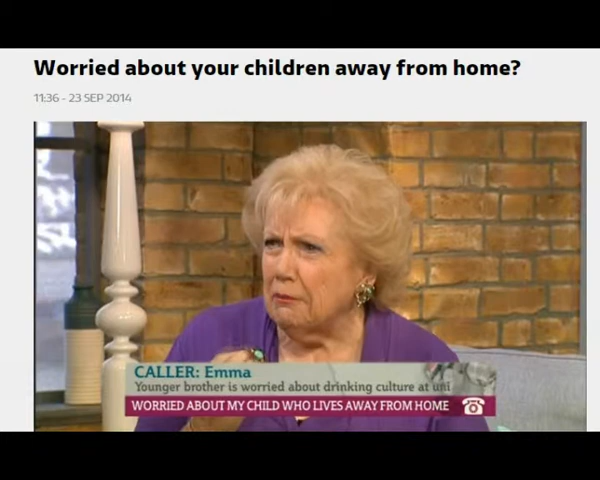 Worried about your children away from home?
11:36 - 23 SEP 2014
CALLER: Emma
Younger brother is worried about drinking culture at uni
WORRIED ABOUT MY CHILD WHO LIVES AWAY FROM HOME